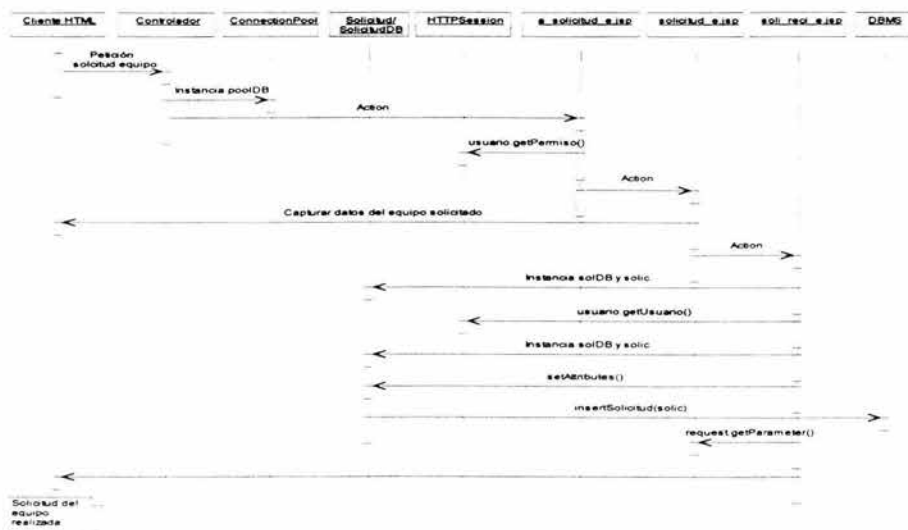 Cliente HTML
Controlador
ConnectionPool
Solicitud/
SolicitudDB
HTTPSession
a_solicitud_e.jsp
solicitud_e.jsp
soli_reci_e.jsp
DBMS
Petición
solicitud equipo
Instancia poolDB
Action
usuario.getPermiso()
Action
Capturar datos del equipo solicitado
Action
Instancia solDB y solic
usuario.getUsuario()
Instancia solDB y solic
setAttributes()
insertSolicitud(solic)
request.getParameter()
Solicitud del
equipo
realizada